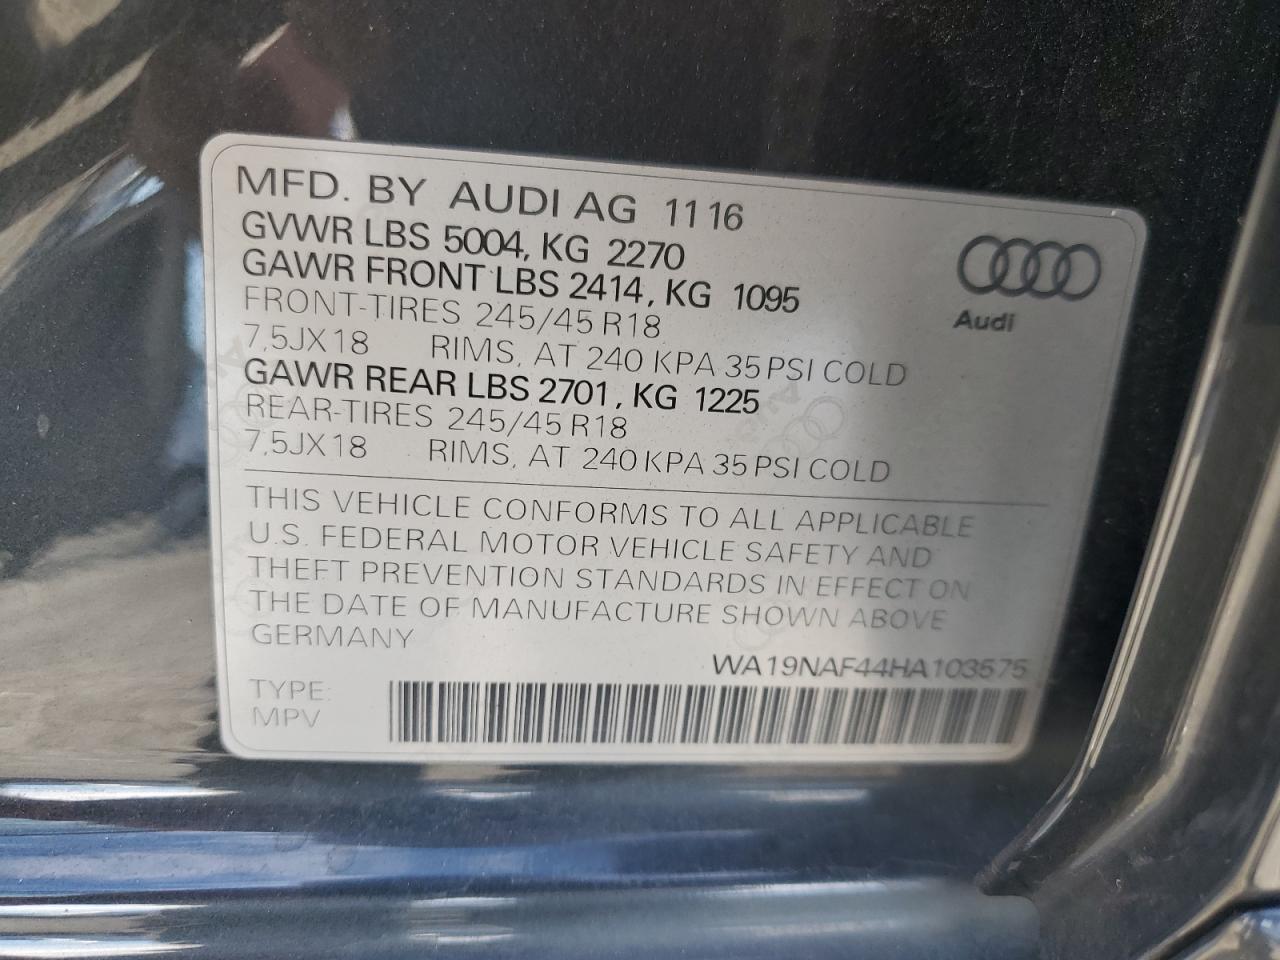 MFD. BY AUDI AG 11 16
GVWR LBS 5004, KG 2270
GAWR FRONT LBS 2414, KG 1095
FRONT-TIRES 245/45 R18
7,5JX18 RIMS, AT 240 KPA 35 PSI COLD
GAWR REAR LBS 2701, KG 1225
REAR-TIRES 245/45 R18
7,5JX18 RIMS, AT 240 KPA 35 PSI COLD
Audi
THIS VEHICLE CONFORMS TO ALL APPLICABLE
U.S. FEDERAL MOTOR VEHICLE SAFETY AND
THEFT PREVENTION STANDARDS IN EFFECT ON
THE DATE OF MANUFACTURE SHOWN ABOVE
GERMANY
WA19NAF44HA103575
TYPE:
MPV